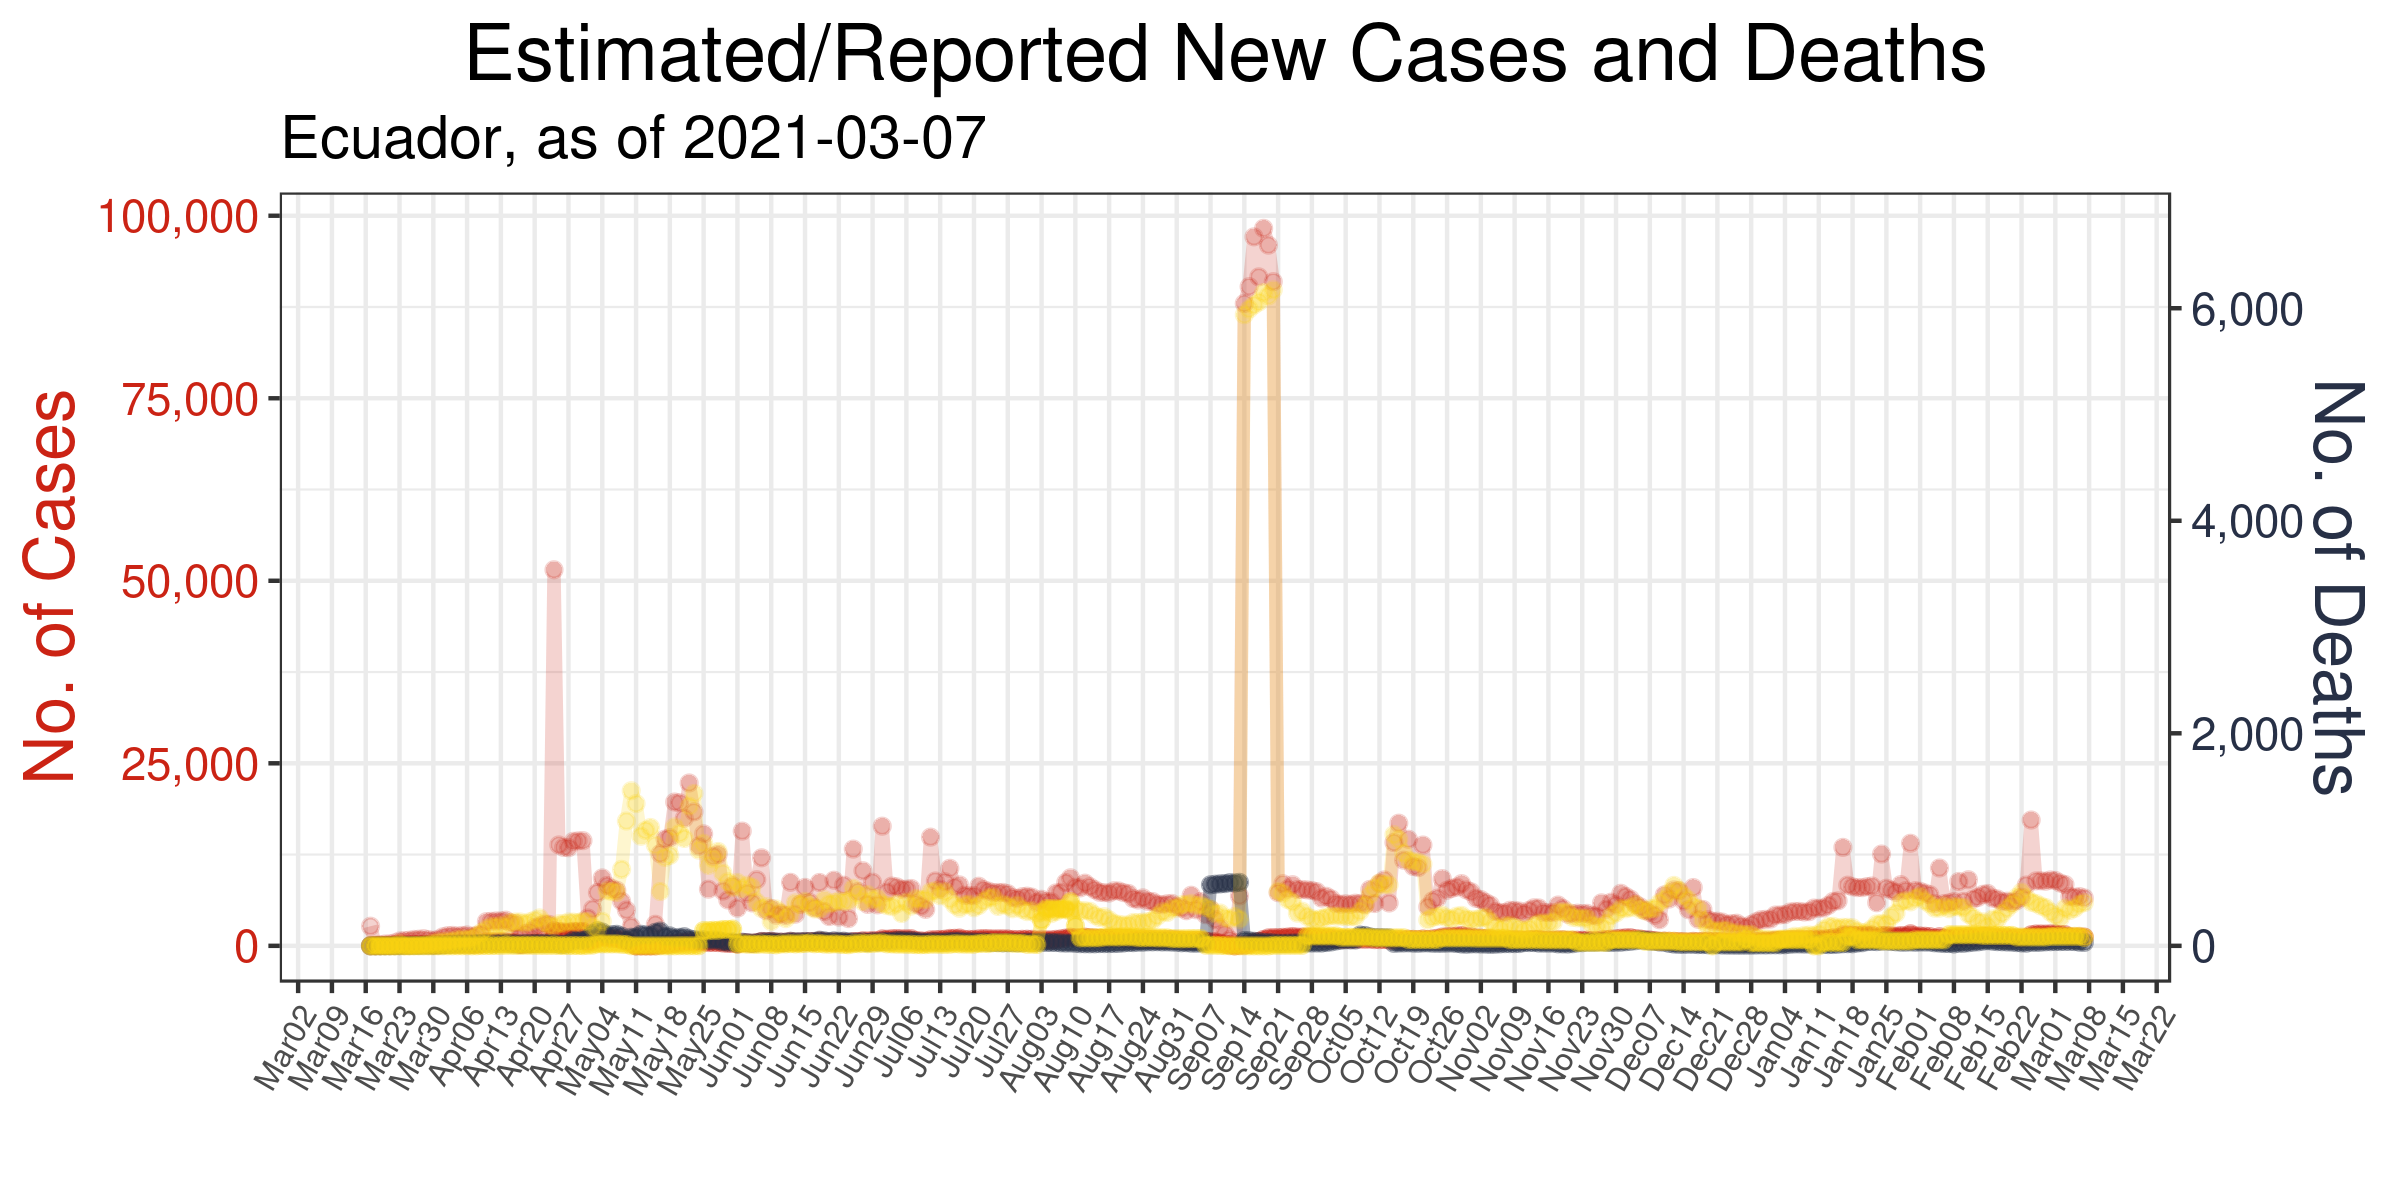 Estimated/Reported New Cases and Deaths
Ecuador, as of 2021-03-07
No. of Cases
100,000
75,000
50,000
25,000
0
6,000
4,000
2,000
0
No. of Deaths
Mar02 Mar09 Mar16 Mar23 Mar30 Apr06 Apr13 Apr20 Apr27 May04 May11 May18 May25 Jun01 Jun08 Jun15 Jun22 Jun29 Jul06 Jul13 Jul20 Jul27 Aug03 Aug10 Aug17 Aug24 Aug31 Sep07 Sep14 Sep21 Sep28 Oct05 Oct12 Oct19 Oct26 Nov02 Nov09 Nov16 Nov23 Nov30 Dec07 Dec14 Dec21 Dec28 Jan04 Jan11 Jan18 Jan25 Feb01 Feb08 Feb15 Feb22 Mar01 Mar08 Mar15 Mar22